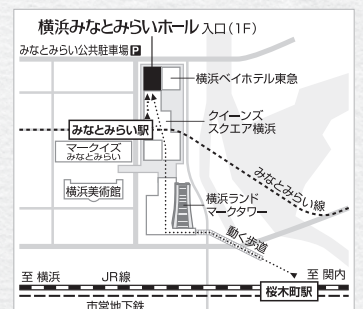 横浜みなとみらいホール 入口(1F)
みなとみらい公共駐車場 P
横浜ベイホテル東急
クイーンズ
スクエア横浜
みなとみらい駅
マークイズ
みなとみらい
みなとみらい線
横浜美術館
横浜ランド
マークタワー
動く歩道
至 横浜
JR線
至 関内
桜木町駅
市営地下鉄